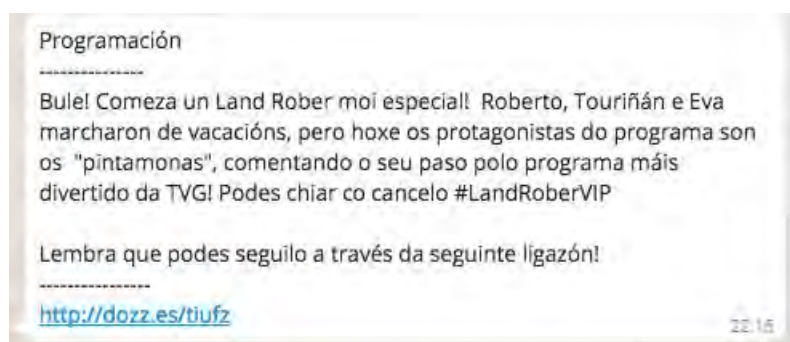 Programación
---------------
Bule! Comeza un Land Rober moi especial! Roberto, Touriñán e Eva
marcharon de vacacións, pero hoxe os protagonistas do programa son
os "pintamonas", comentando o seu paso polo programa máis
divertido da TVG! Podes chiar co cancelo #LandRoberVIP
Lembra que podes seguilo a través da seguinte ligazón!
---------------
http://dozz.es/tiufz
22:16